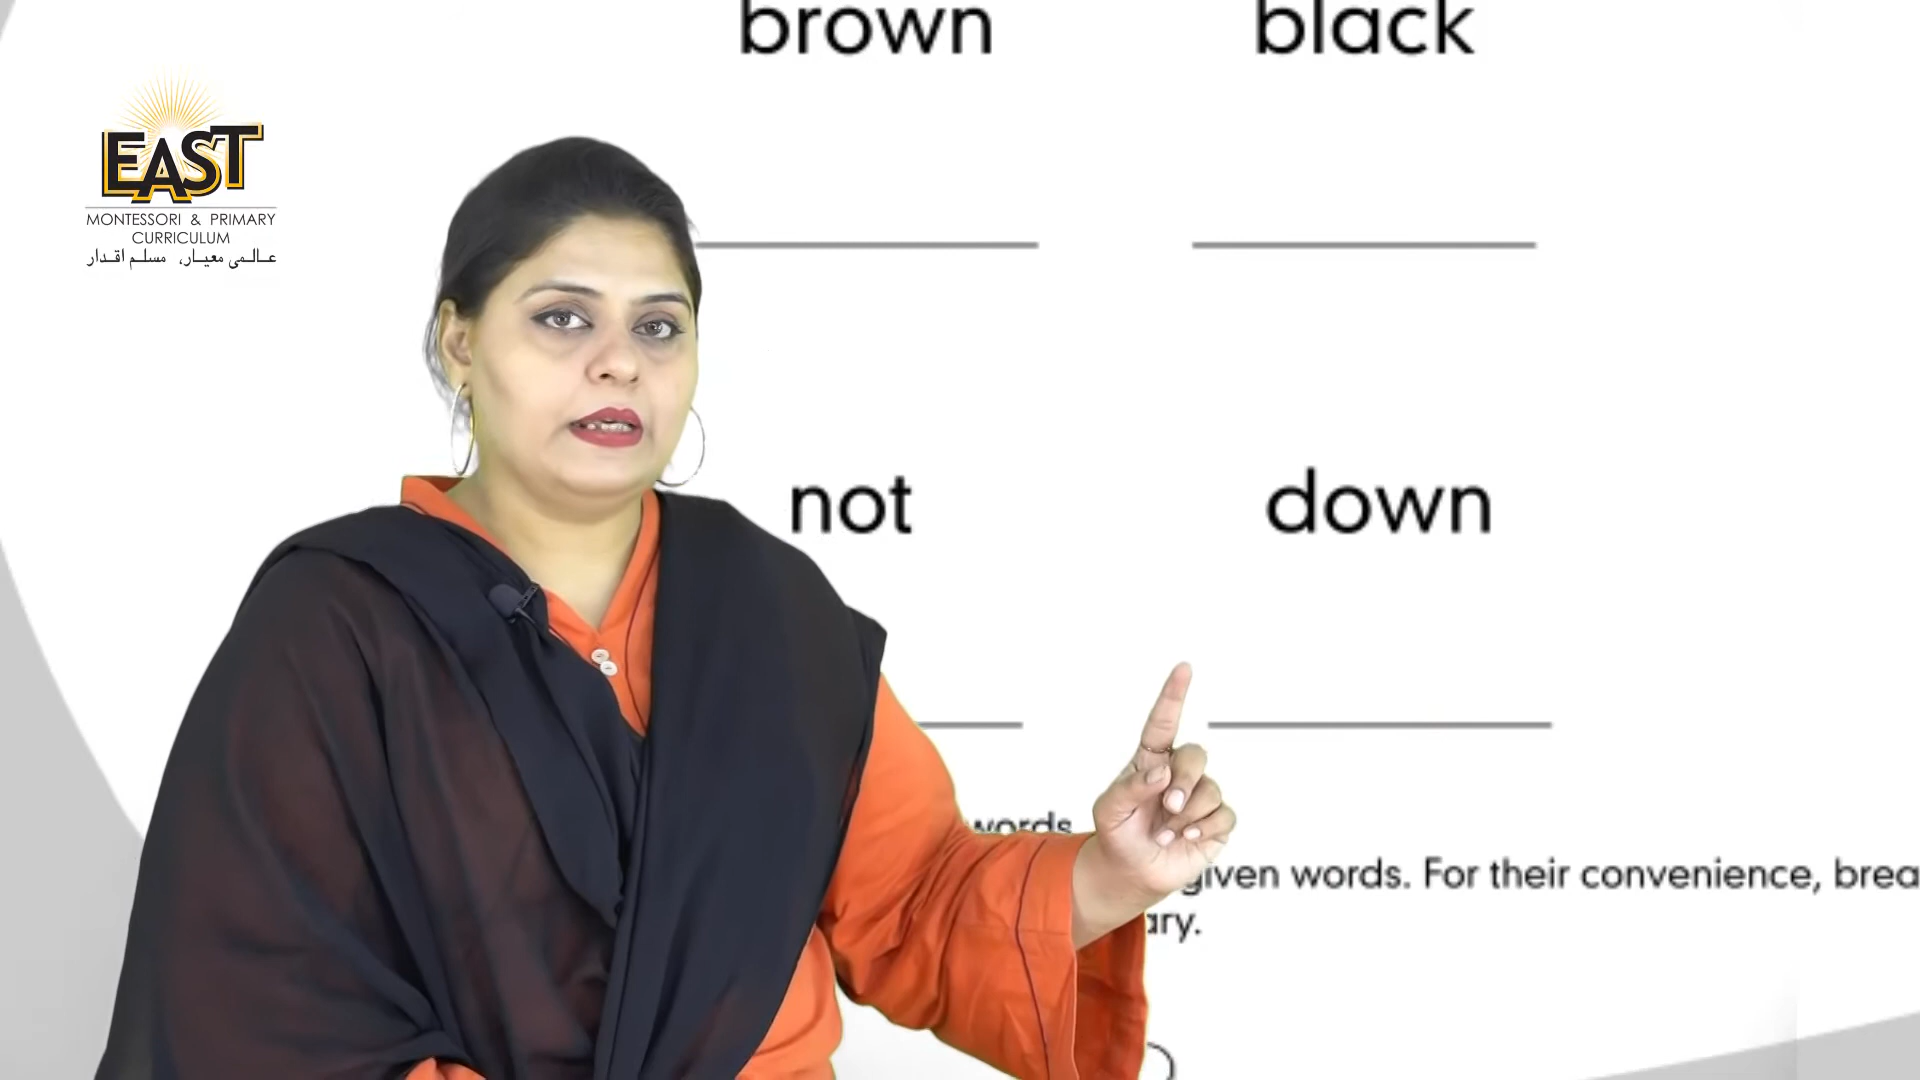 brown black
EAST
MONTESSORI & PRIMARY
CURRICULUM
عالمی معیار، مسلم اقدار
not down
words
given words. For their convenience, brea
ary.